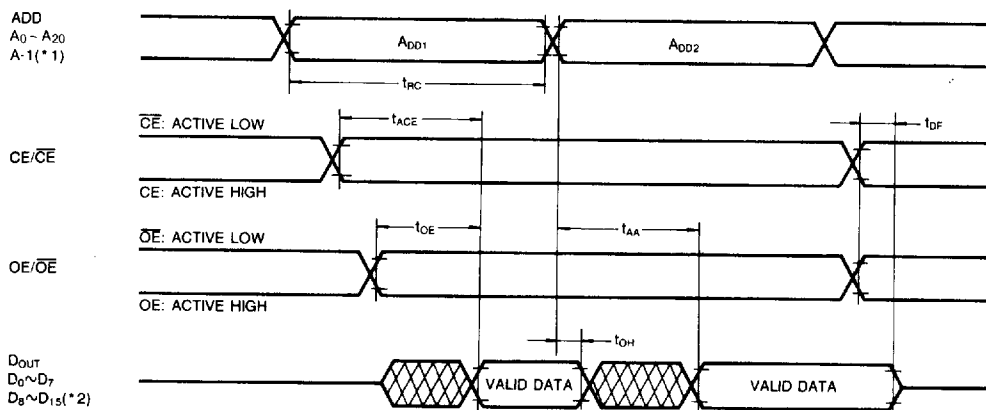 ADD
A0 ~ A20
A-1(*1)
ADD1
ADD2
tRC
CE: ACTIVE LOW
tACE
tDF
CE/CE
CE: ACTIVE HIGH
OE: ACTIVE LOW
tOE
tAA
OE/OE
OE: ACTIVE HIGH
tOH
DOUT
D0~D7
D8~D15(*2)
VALID DATA
VALID DATA